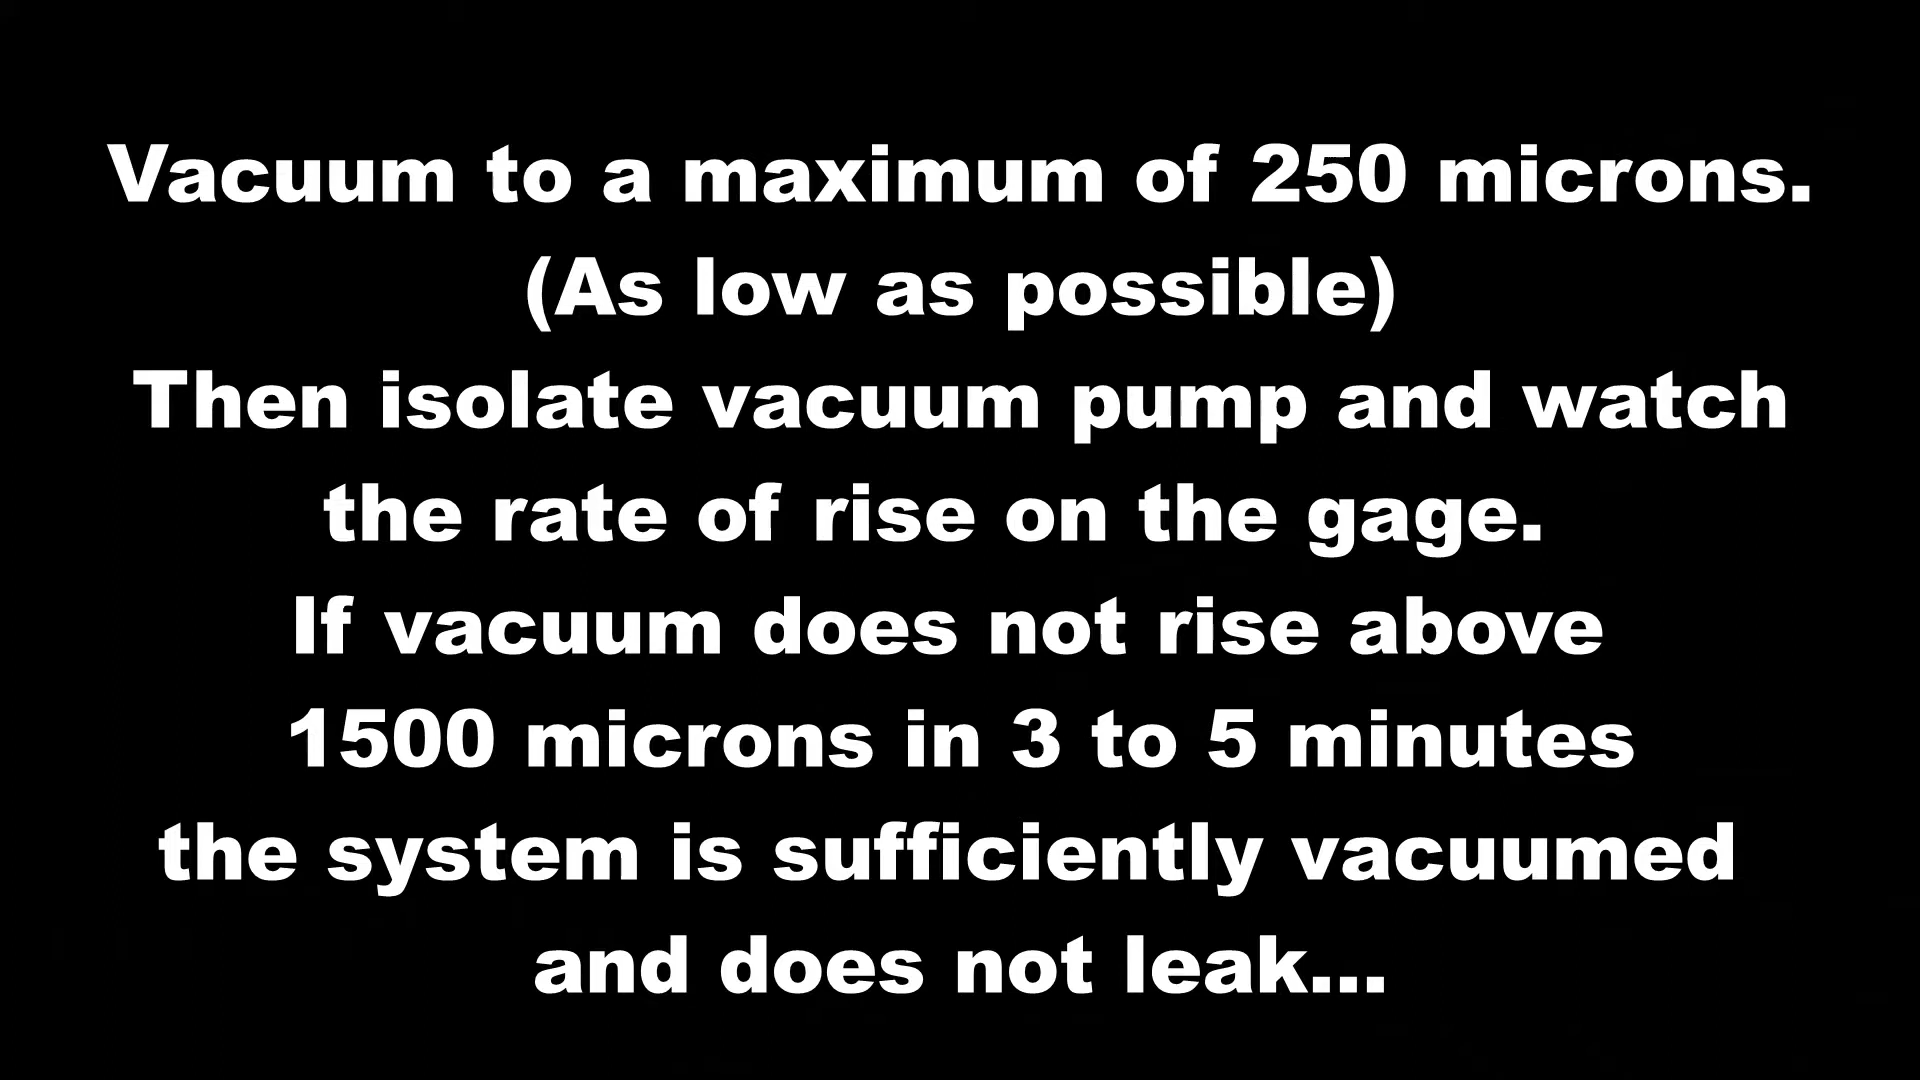 Vacuum to a maximum of 250 microns.
(As low as possible)
Then isolate vacuum pump and watch
the rate of rise on the gage.
If vacuum does not rise above
1500 microns in 3 to 5 minutes
the system is sufficiently vacuumed
and does not leak...